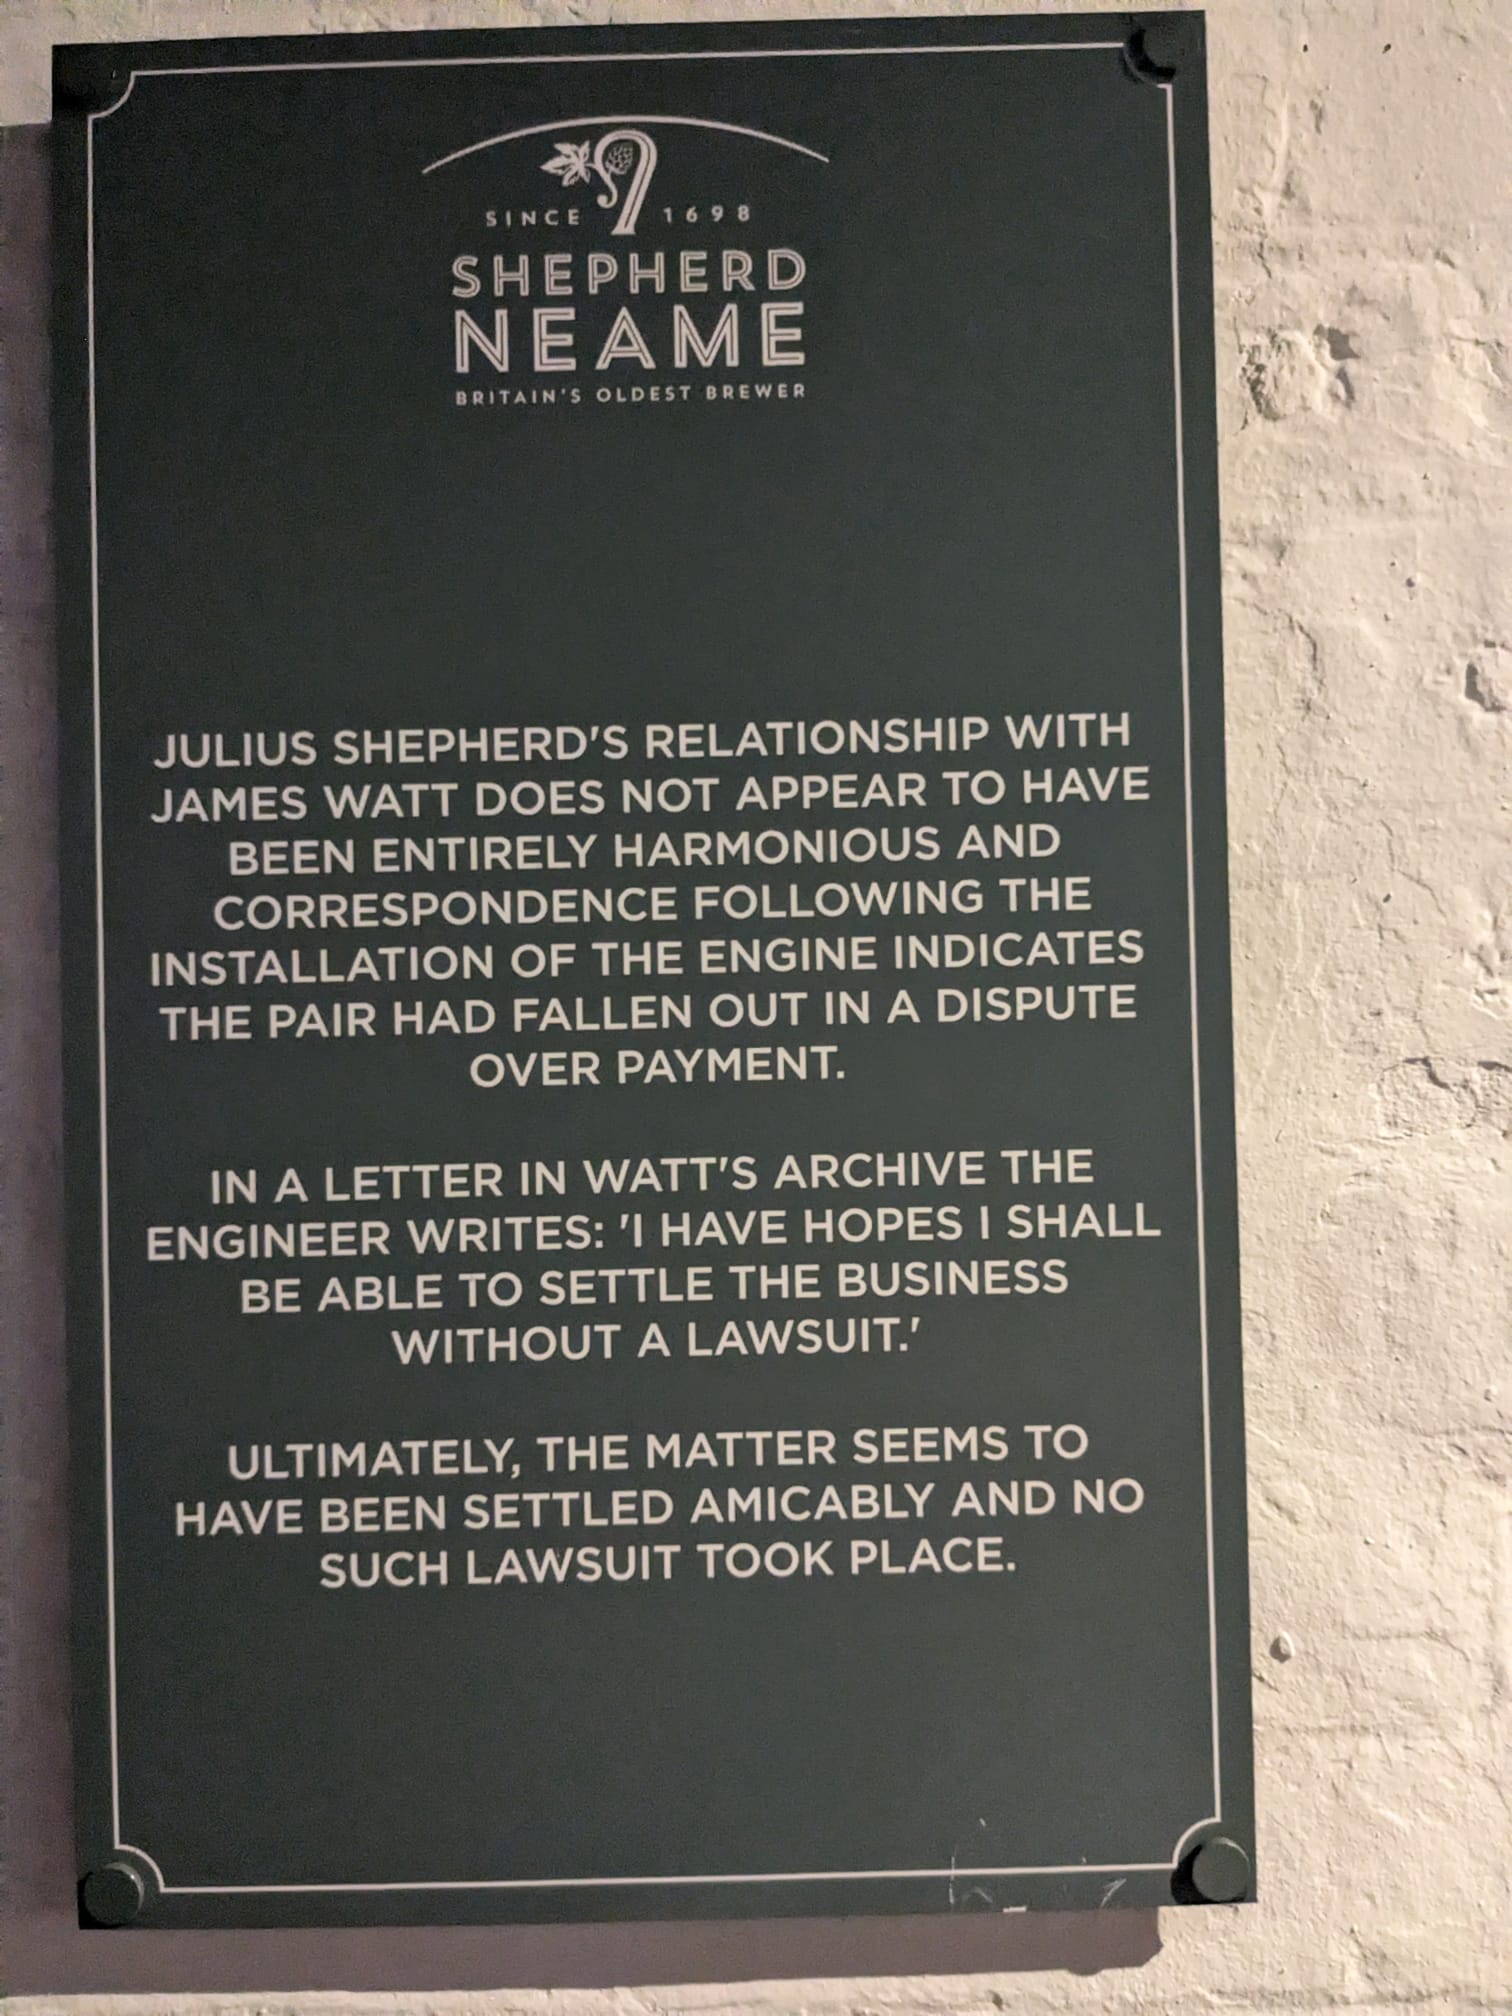 SINCE 1698
SHEPHERD
NEAME
BRITAIN'S OLDEST BREWER
JULIUS SHEPHERD'S RELATIONSHIP WITH
JAMES WATT DOES NOT APPEAR TO HAVE
BEEN ENTIRELY HARMONIOUS AND
CORRESPONDENCE FOLLOWING THE
INSTALLATION OF THE ENGINE INDICATES
THE PAIR HAD FALLEN OUT IN A DISPUTE
OVER PAYMENT.
IN A LETTER IN WATT'S ARCHIVE THE
ENGINEER WRITES: 'I HAVE HOPES I SHALL
BE ABLE TO SETTLE THE BUSINESS
WITHOUT A LAWSUIT.'
ULTIMATELY, THE MATTER SEEMS TO
HAVE BEEN SETTLED AMICABLY AND NO
SUCH LAWSUIT TOOK PLACE.